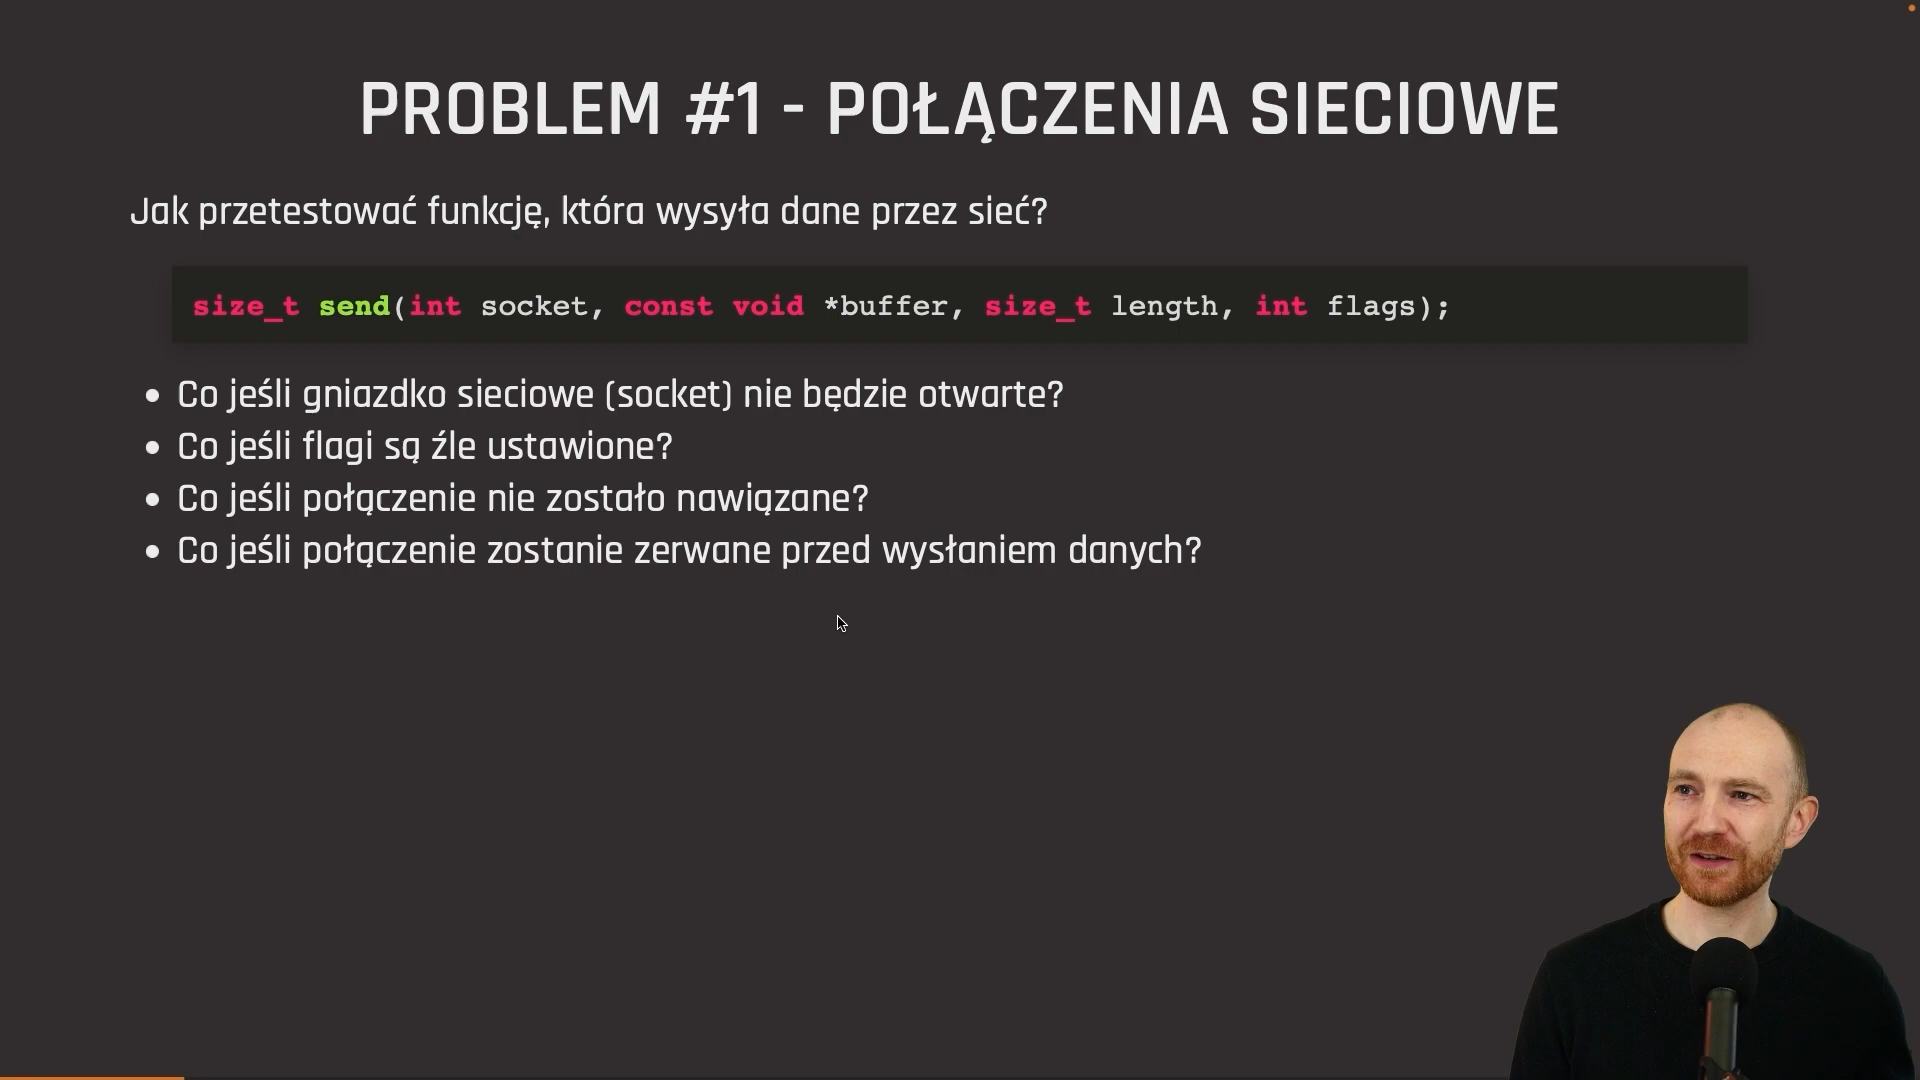 PROBLEM #1 - POŁĄCZENIA SIECIOWE
Jak przetestować funkcję, która wysyła dane przez sieć?
size_t send(int socket, const void *buffer, size_t length, int flags);
• Co jeśli gniazdko sieciowe (socket) nie będzie otwarte?
• Co jeśli flagi są źle ustawione?
• Co jeśli połączenie nie zostało nawiązane?
• Co jeśli połączenie zostanie zerwane przed wysłaniem danych?